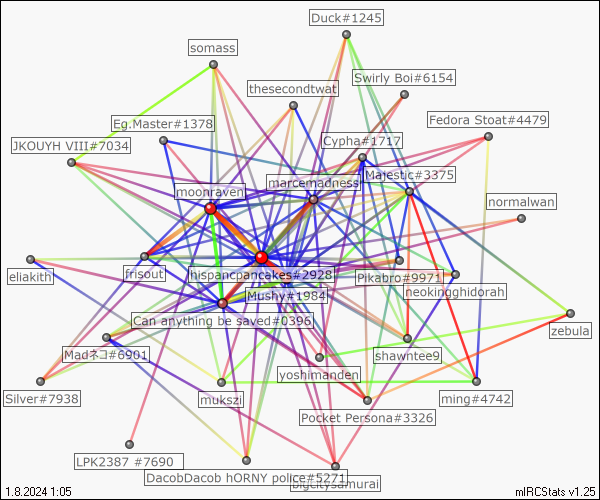 Duck#1245
somass
Swirly Boi#6154
thesecondtwat
Fedora Stoat#4479
Eg.Master#1378
Cypha#1717
JKOUYH VIII#7034
Majestic#3375
marcemadness
moonraven
normalwan
frisout
hispancpancakes#2928
Pikabro#9971
eliakith
neokingghidorah
Mushy#1984
Can anything be saved#0396
zebula
Madネコ#6901
shawntee9
yoshimanden
Silver#7938
mukszi
ming#4742
Pocket Persona#3326
LPK2387 #7690
DacobDacob hORNY police#5271
bigcitysamurai
1.8.2024 1:05
mIRCStats v1.25